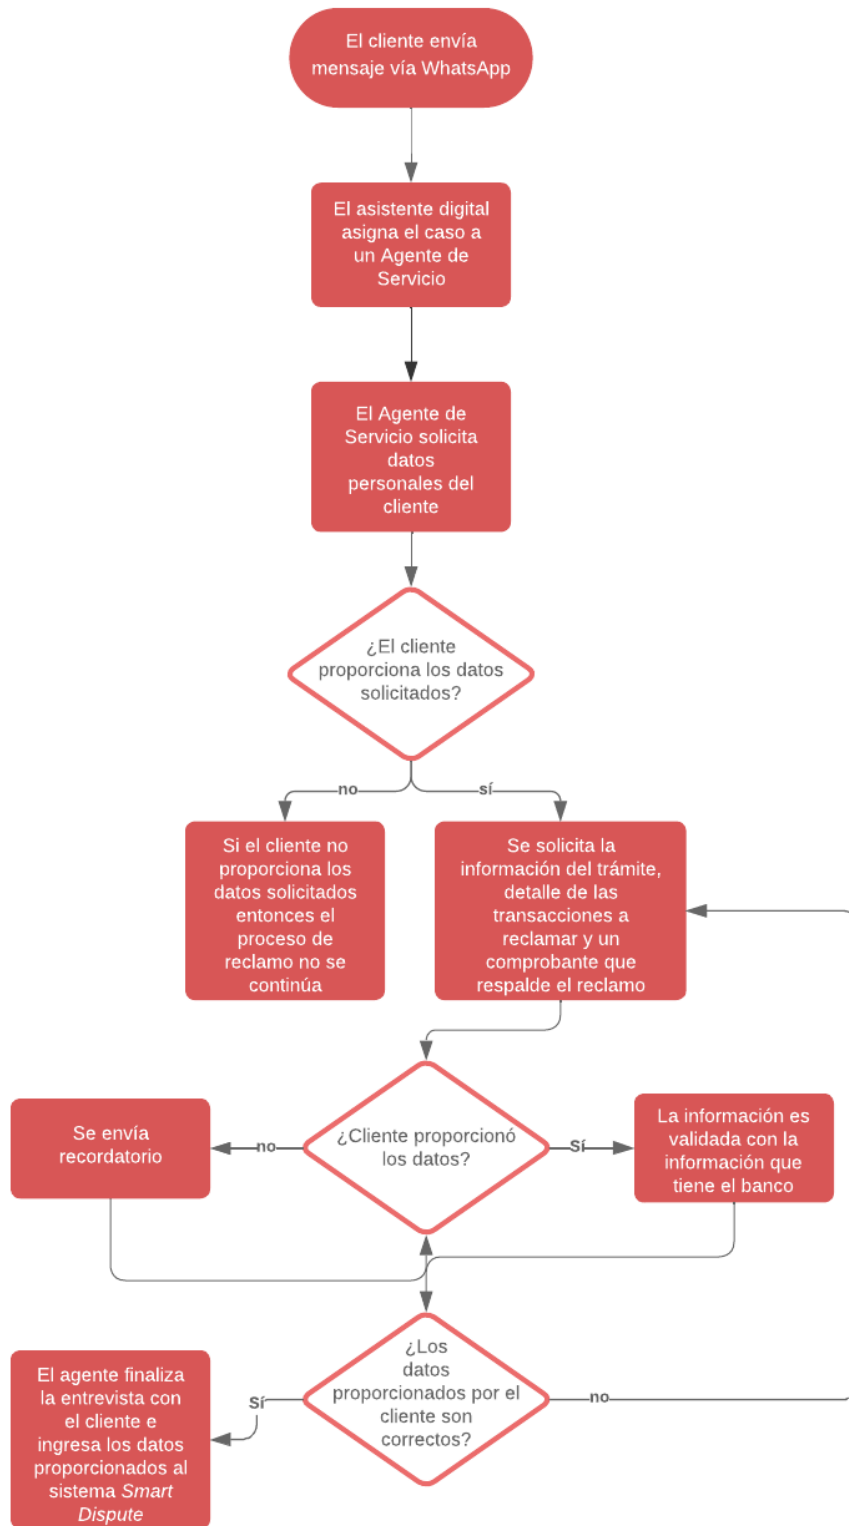 El cliente envía
mensaje vía WhatsApp
El asistente digital
asigna el caso a
un Agente de
Servicio
El Agente de
Servicio solicita
datos
personales del
cliente
¿El cliente
proporciona los datos
solicitados?
no
sí
Si el cliente no
proporciona los
datos solicitados
entonces el
proceso de
reclamo no se
continúa
Se solicita la
información del trámite,
detalle de las
transacciones a
reclamar y un
comprobante que
respalde el reclamo
Se envía
recordatorio
no
¿Cliente proporcionó
los datos?
Sí
La información es
validada con la
información que
tiene el banco
El agente finaliza
la entrevista con
el cliente e
ingresa los datos
proporcionados al
sistema Smart
Dispute
Sí
¿Los
datos
proporcionados por el
cliente son
correctos?
no